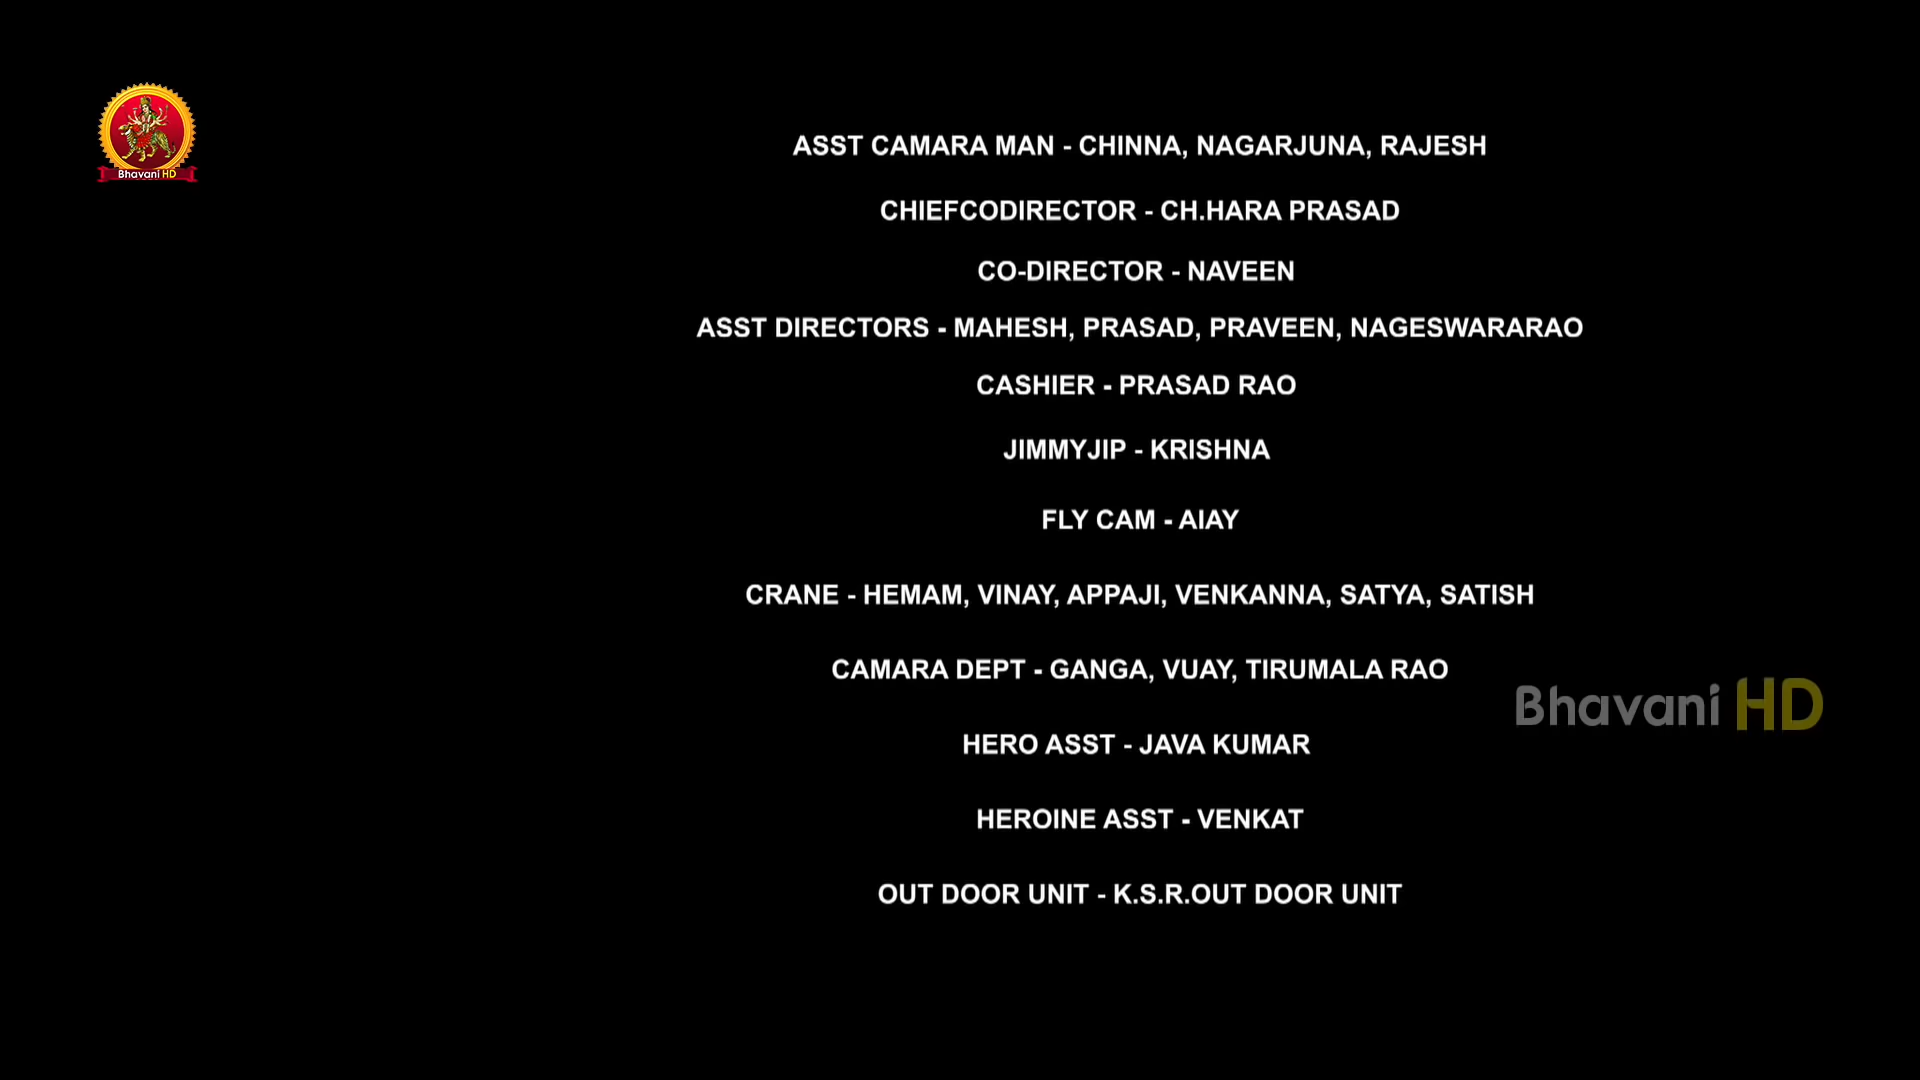 Bhavani HD
ASST CAMARA MAN - CHINNA, NAGARJUNA, RAJESH
CHIEFCODIRECTOR - CH.HARA PRASAD
CO-DIRECTOR - NAVEEN
ASST DIRECTORS - MAHESH, PRASAD, PRAVEEN, NAGESWARARAO
CASHIER - PRASAD RAO
JIMMYJIP - KRISHNA
FLY CAM - AIAY
CRANE - HEMAM, VINAY, APPAJI, VENKANNA, SATYA, SATISH
CAMARA DEPT - GANGA, VUAY, TIRUMALA RAO
Bhavani HD
HERO ASST - JAVA KUMAR
HEROINE ASST - VENKAT
OUT DOOR UNIT - K.S.R.OUT DOOR UNIT